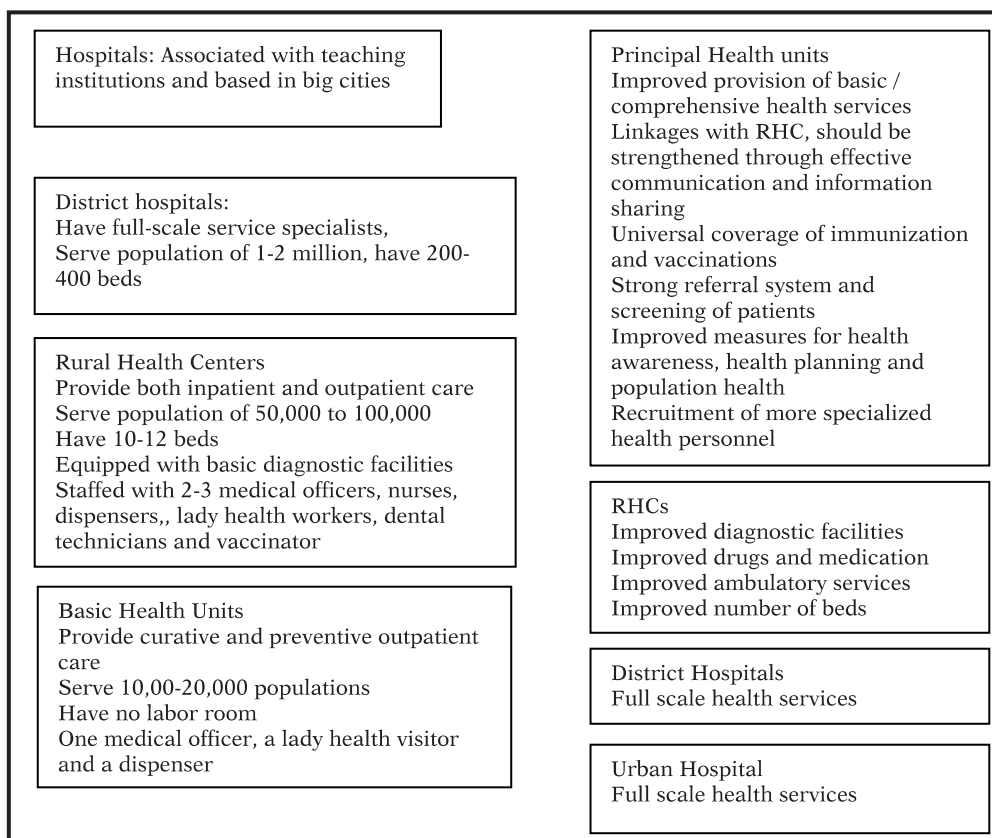 Hospitals: Associated with teaching
institutions and based in big cities
District hospitals:
Have full-scale service specialists,
Serve population of 1-2 million, have 200-
400 beds
Rural Health Centers
Provide both inpatient and outpatient care
Serve population of 50,000 to 100,000
Have 10-12 beds
Equipped with basic diagnostic facilities
Staffed with 2-3 medical officers, nurses,
dispensers,, lady health workers, dental
technicians and vaccinator
Basic Health Units
Provide curative and preventive outpatient
care
Serve 10,00-20,000 populations
Have no labor room
One medical officer, a lady health visitor
and a dispenser
Principal Health units
Improved provision of basic /
comprehensive health services
Linkages with RHC, should be
strengthened through effective
communication and information
sharing
Universal coverage of immunization
and vaccinations
Strong referral system and
screening of patients
Improved measures for health
awareness, health planning and
population health
Recruitment of more specialized
health personnel
RHCs
Improved diagnostic facilities
Improved drugs and medication
Improved ambulatory services
Improved number of beds
District Hospitals
Full scale health services
Urban Hospital
Full scale health services